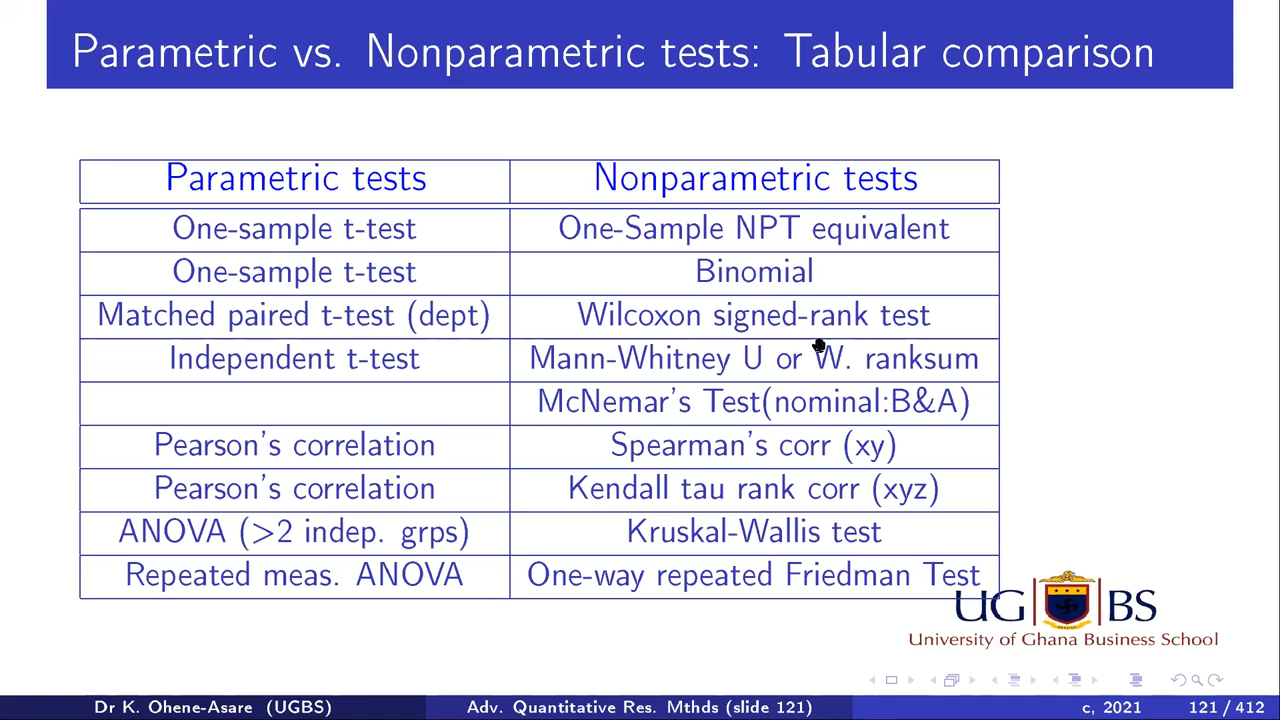 Parametric vs. Nonparametric tests: Tabular comparison
Parametric tests Nonparametric tests
One-sample t-test One-Sample NPT equivalent
One-sample t-test Binomial
Matched paired t-test (dept) Wilcoxon signed-rank test
Independent t-test Mann-Whitney U or W. ranksum
McNemar's Test(nominal:B&A)
Pearson's correlation Spearman's corr (xy)
Pearson's correlation Kendall tau rank corr (xyz)
ANOVA (>2 indep. grps) Kruskal-Wallis test
Repeated meas. ANOVA One-way repeated Friedman Test
UG BS
University of Ghana Business School
Dr K. Ohene-Asare (UGBS) Adv. Quantitative Res. Mthds (slide 121) c, 2021 121 / 412